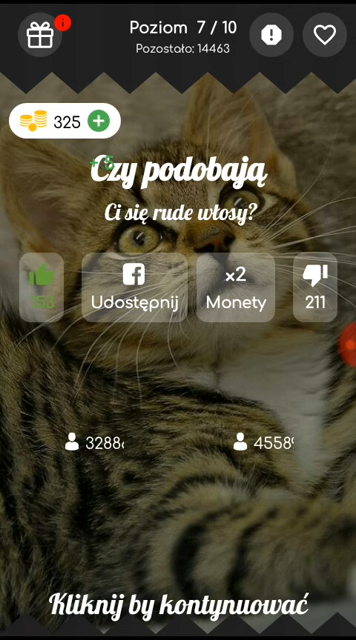 Poziom 7 / 10
Pozostało: 14463
325
+ 5
Czy podobają
Ci się rude włosy?
Udostępnij
x2
Monety
211
Kliknij by kontynuować